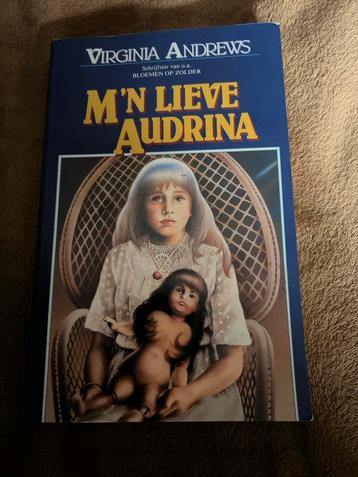 VIRGINIA ANDREWS
Schrijfster van o.a.
BLOEMEN OP ZOLDER
M'N LIEVE
AUDRINA